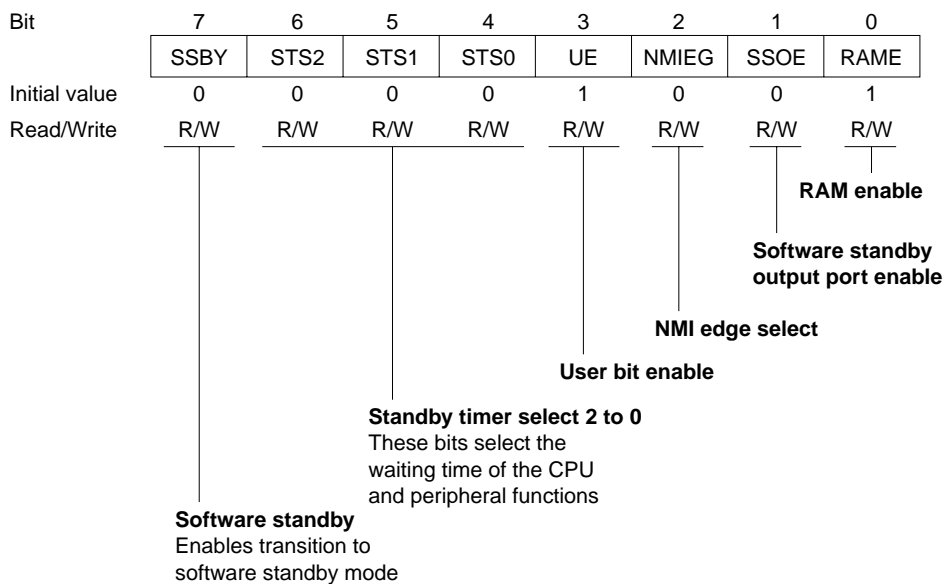 Bit 7 6 5 4 3 2 1 0
SSBY STS2 STS1 STS0 UE NMIEG SSOE RAME
Initial value 0 0 0 0 1 0 0 1
Read/Write R/W R/W R/W R/W R/W R/W R/W R/W
RAM enable
Software standby
output port enable
NMI edge select
User bit enable
Standby timer select 2 to 0
These bits select the
waiting time of the CPU
and peripheral functions
Software standby
Enables transition to
software standby mode